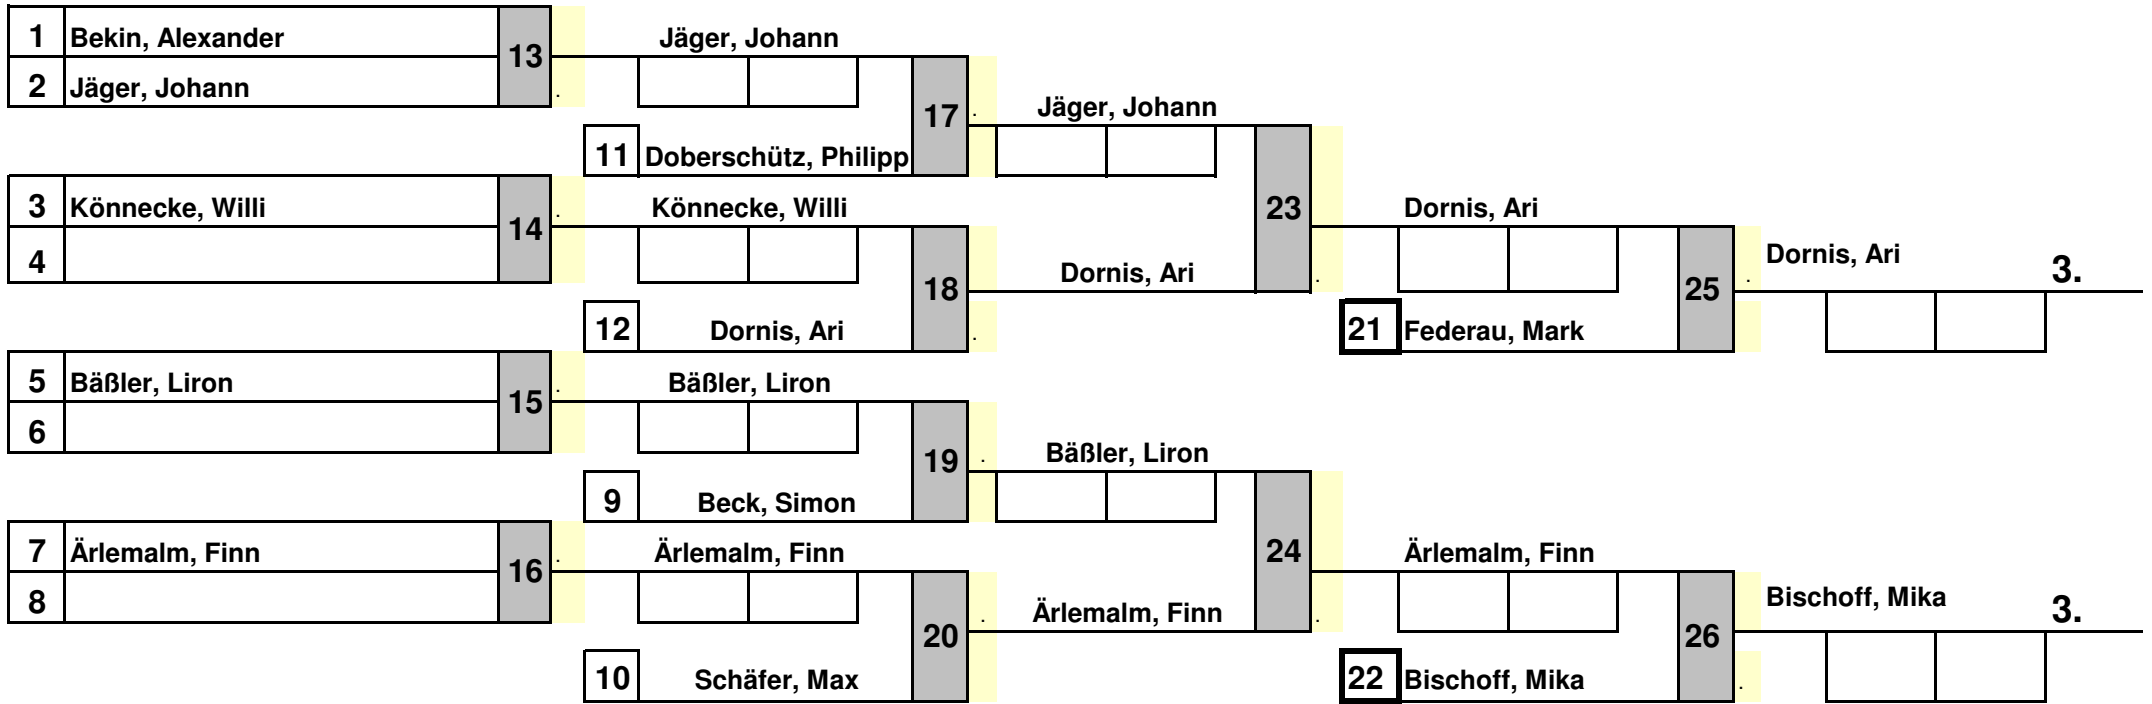 1 Bekin, Alexander 13 Jäger, Johann
2 Jäger, Johann . 17 . Jäger, Johann
11 Doberschütz, Philipp
3 Könnecke, Willi 14 . Könnecke, Willi 23 Dornis, Ari
4 18 Dornis, Ari . 25 . Dornis, Ari 3.
12 Dornis, Ari . 21 Federau, Mark
5 Bäßler, Liron 15 . Bäßler, Liron
6 19 . Bäßler, Liron
9 Beck, Simon
7 Ärlemalm, Finn 16 . Ärlemalm, Finn 24 Ärlemalm, Finn
8 20 . Ärlemalm, Finn . 26 Bischoff, Mika 3.
10 Schäfer, Max 22 Bischoff, Mika .